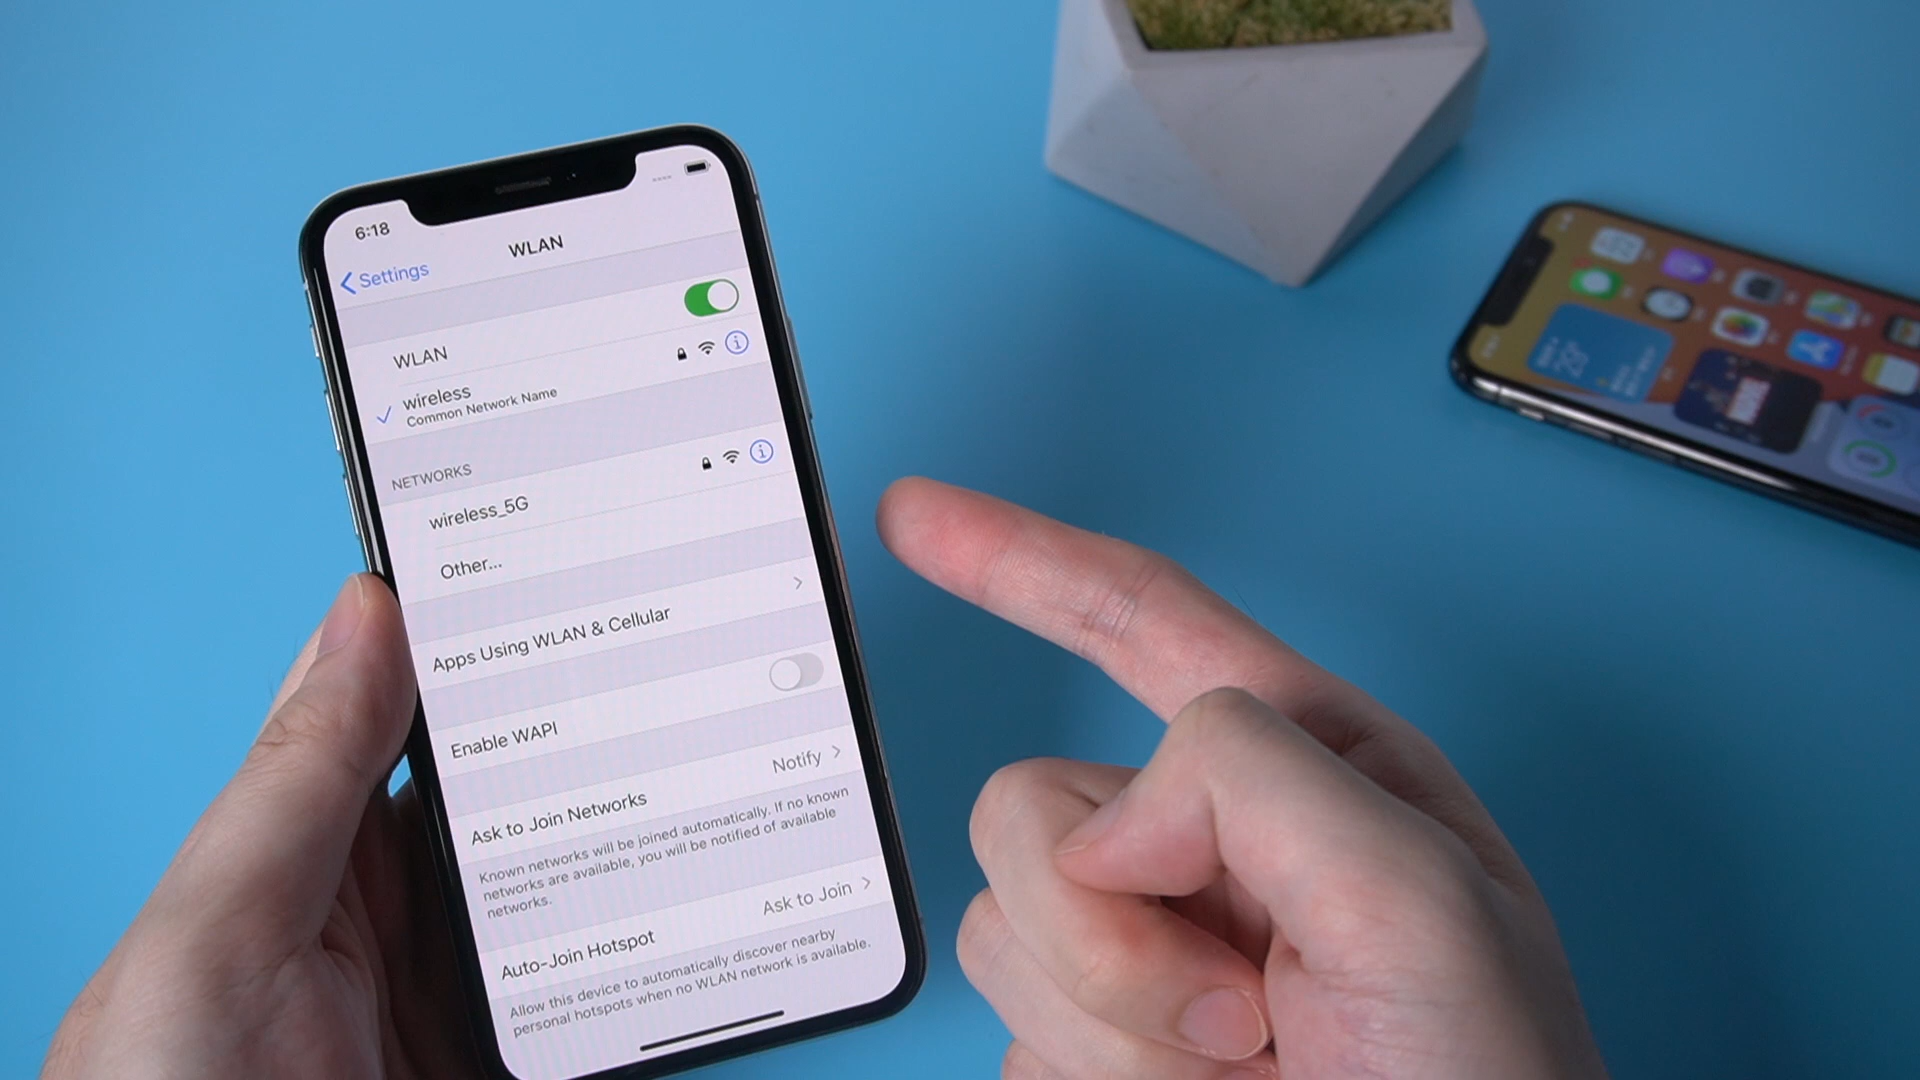 6:18
Settings
WLAN
WLAN
wireless
Common Network Name
NETWORKS
wireless_5G
Other...
Apps Using WLAN & Cellular
Enable WAPI
Ask to Join Networks
Notify
Known networks will be joined automatically. If no known
networks are available, you will be notified of available
networks.
Auto-Join Hotspot
Ask to Join
Allow this device to automatically discover nearby
personal hotspots when no WLAN network is available.